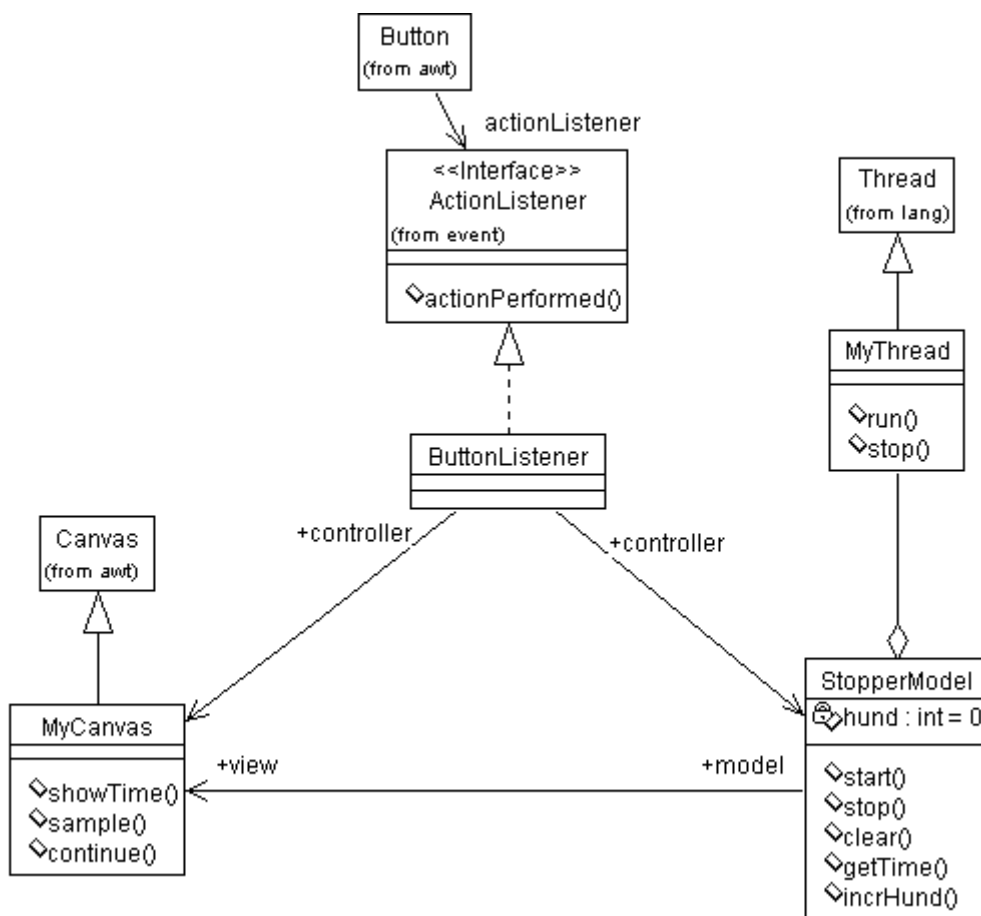 Button
(from awt)
actionListener
<<Interface>>
ActionListener
(from event)
actionPerformed()
Thread
(from lang)
MyThread
run()
stop()
ButtonListener
+controller
+controller
Canvas
(from awt)
MyCanvas
showTime()
sample()
continue()
+view
+model
StopperModel
hund : int = 0
start()
stop()
clear()
getTime()
incrHund()